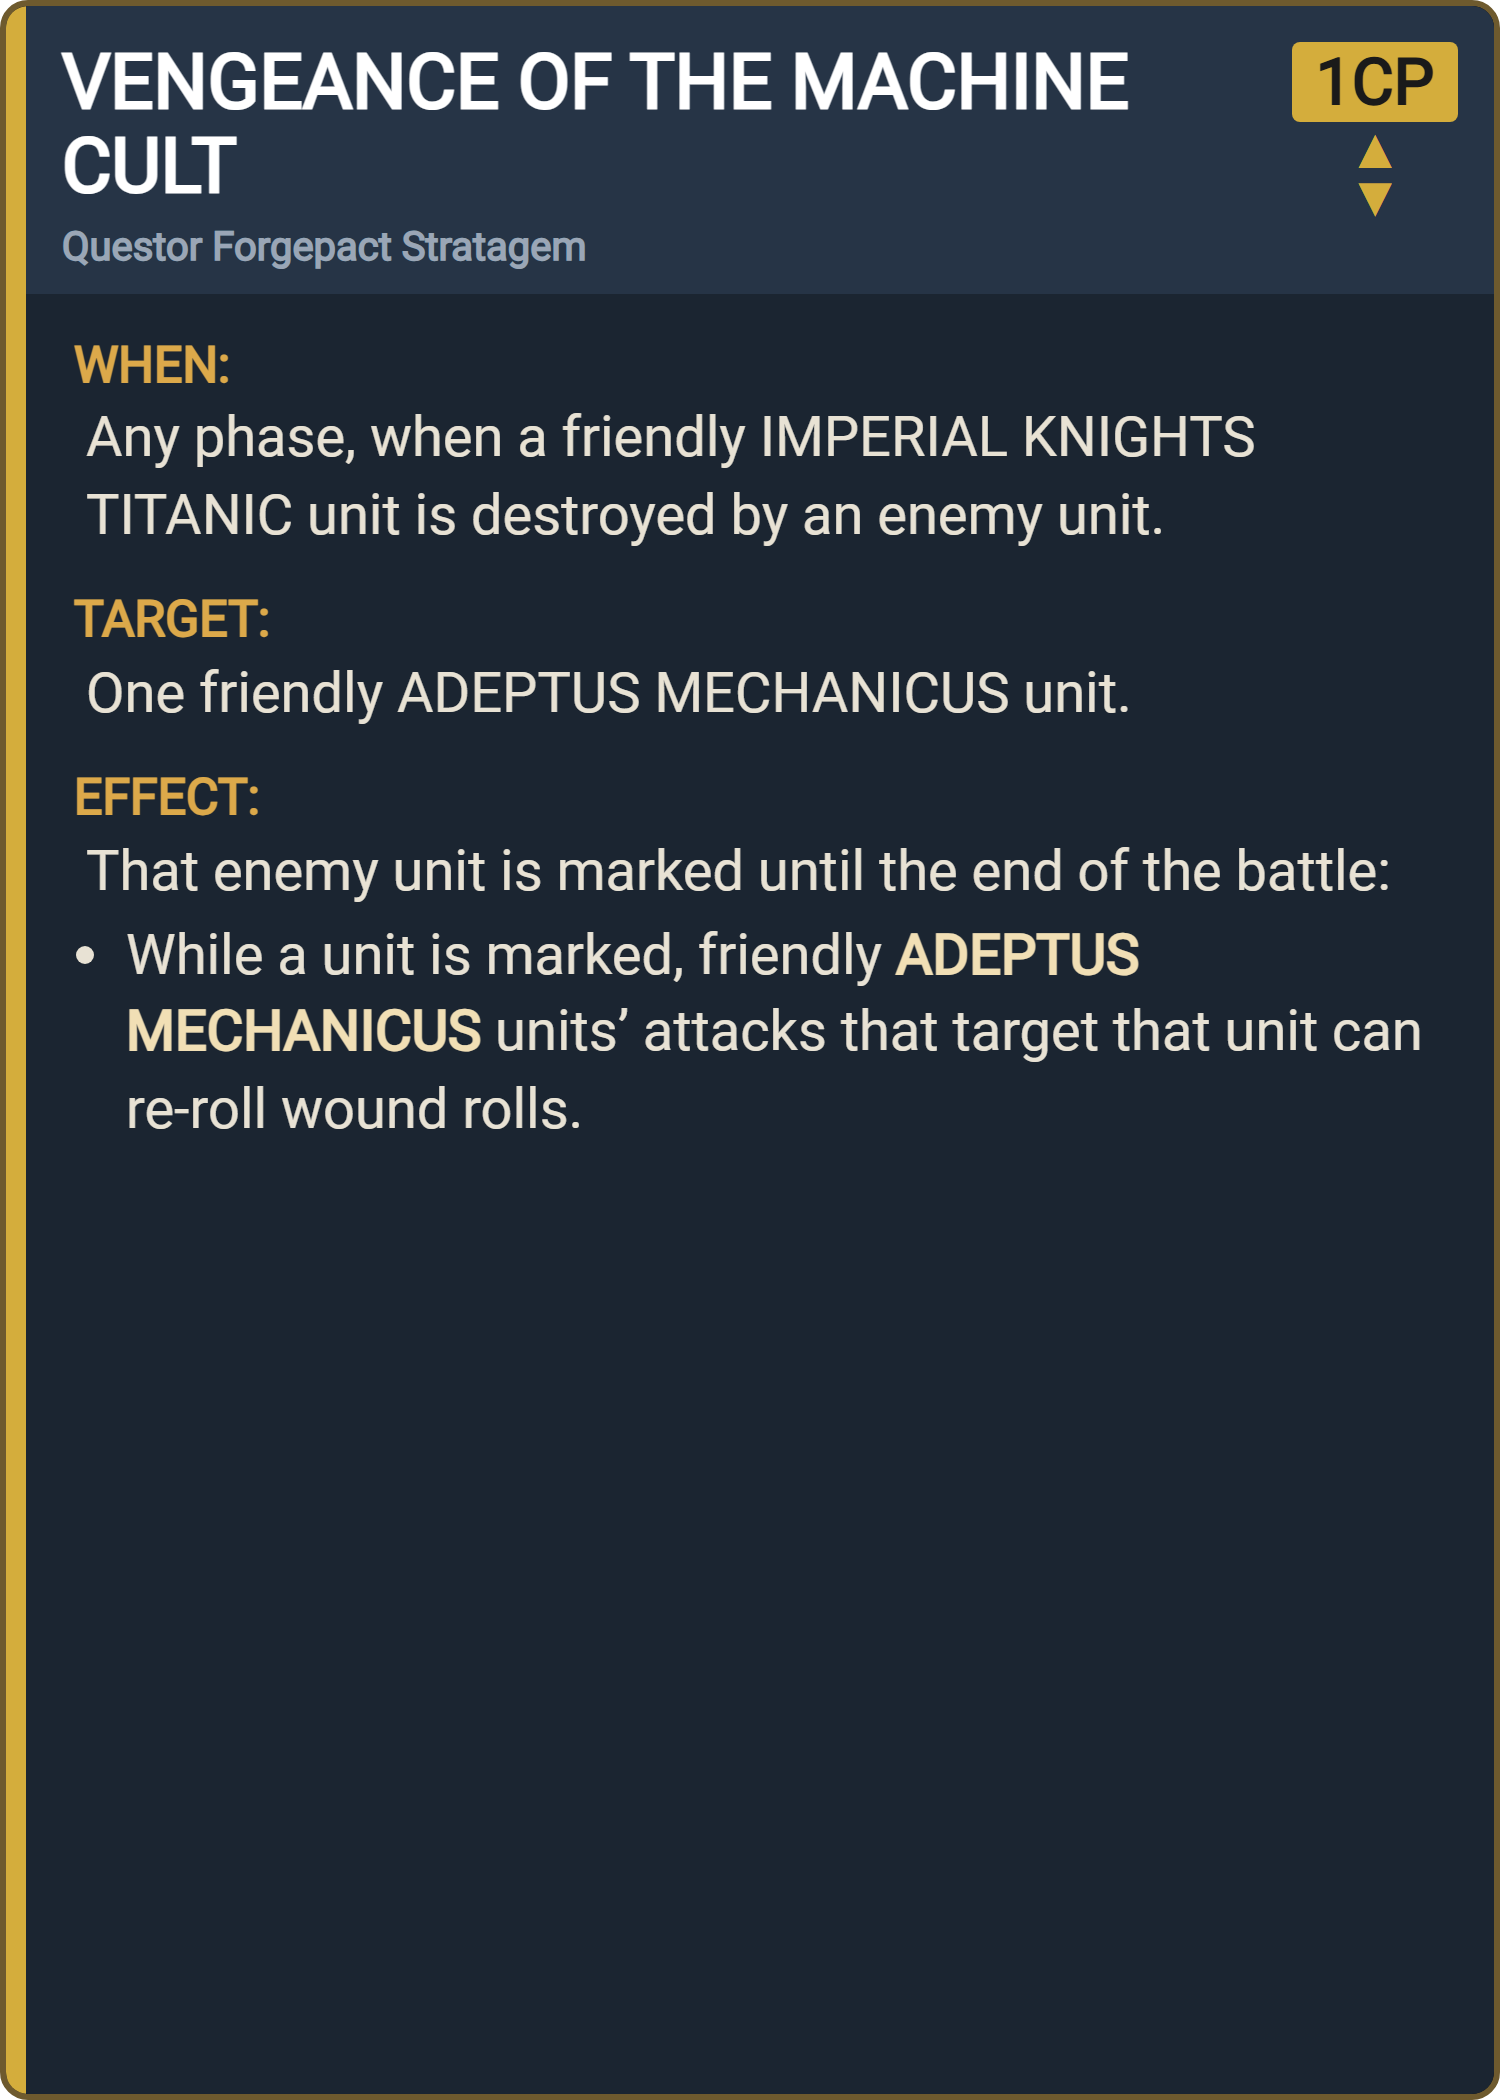 VENGEANCE OF THE MACHINE
CULT
1CP
Questor Forgepact Stratagem
WHEN:
Any phase, when a friendly IMPERIAL KNIGHTS
TITANIC unit is destroyed by an enemy unit.
TARGET:
One friendly ADEPTUS MECHANICUS unit.
EFFECT:
That enemy unit is marked until the end of the battle:
• While a unit is marked, friendly ADEPTUS
MECHANICUS units’ attacks that target that unit can
re-roll wound rolls.